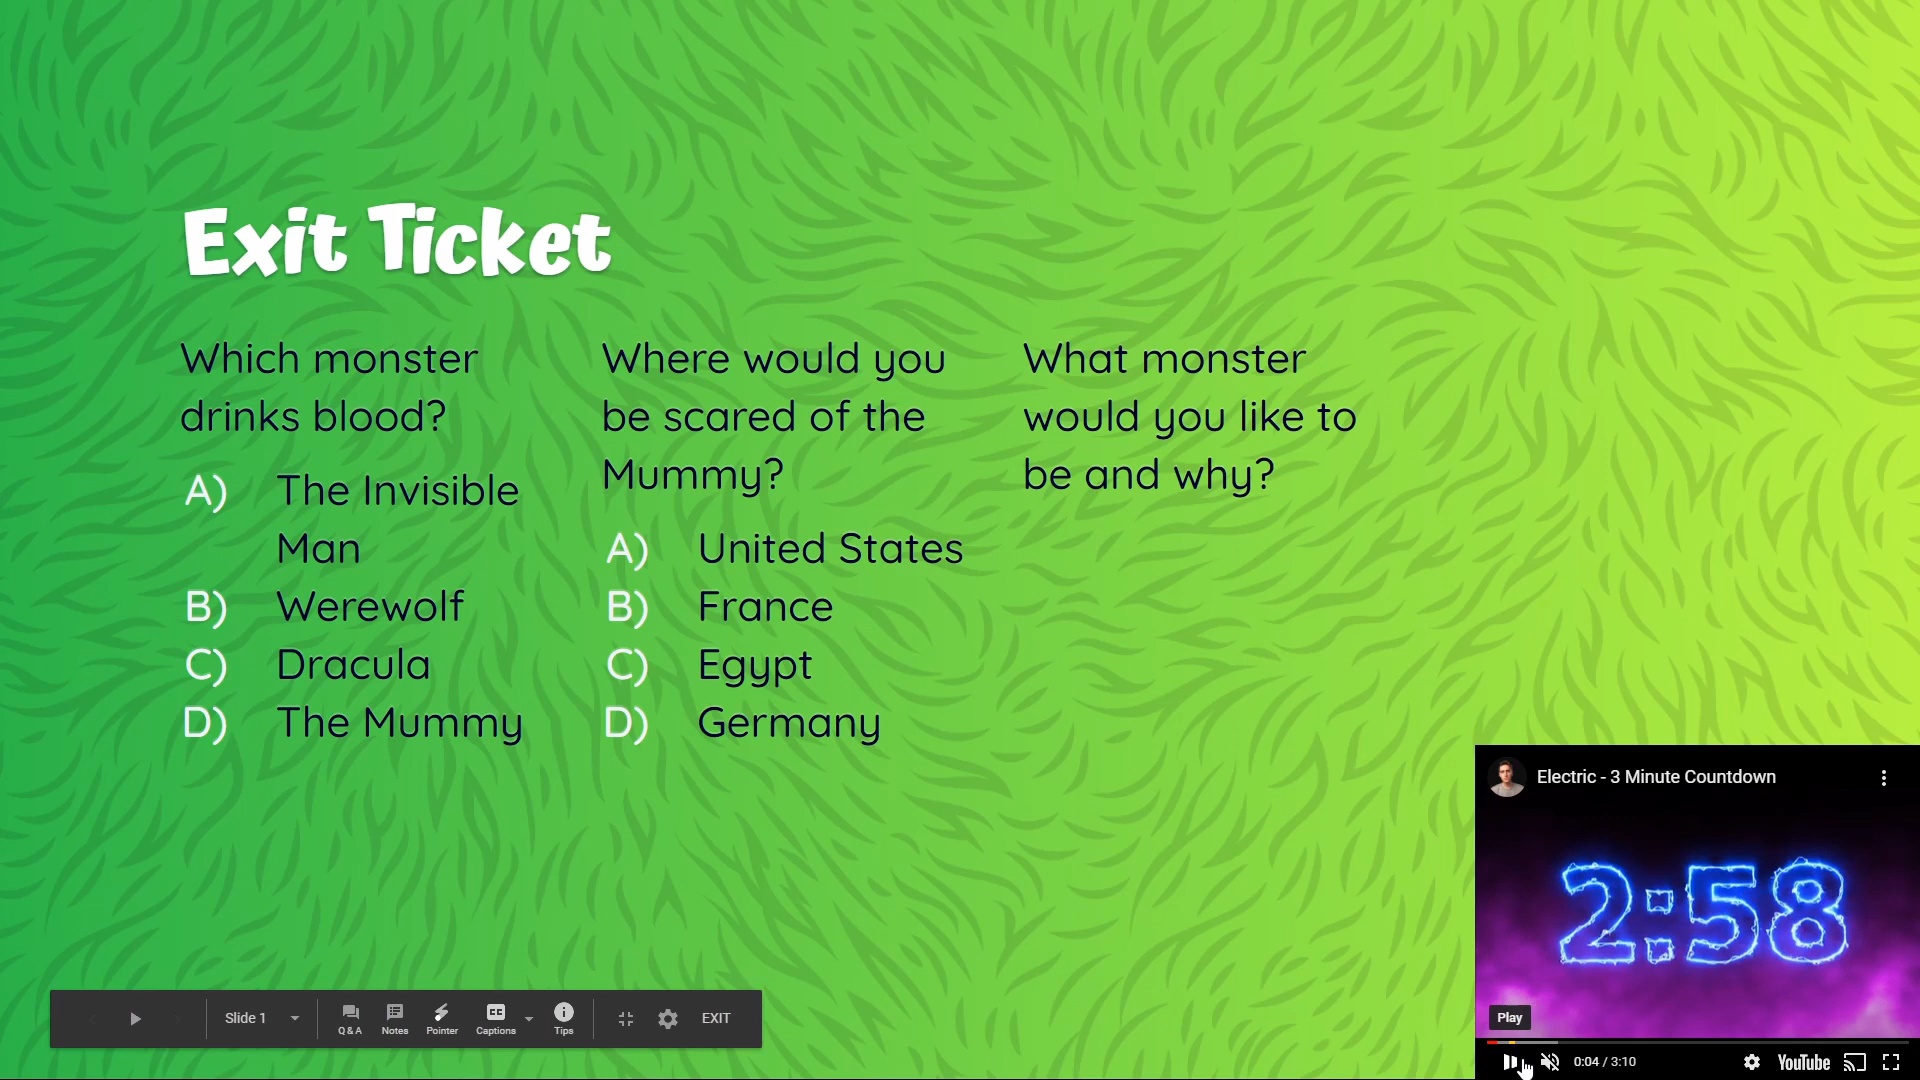 Exit Ticket
Which monster
drinks blood?
A) The Invisible
Man
B) Werewolf
C) Dracula
D) The Mummy
Where would you
be scared of the
Mummy?
A) United States
B) France
C) Egypt
D) Germany
What monster
would you like to
be and why?
Electric - 3 Minute Countdown
2:58
Play
0:04 / 3:10
YouTube
Slide 1
Q & A
Notes
Pointer
CC
Captions
Tips
EXIT